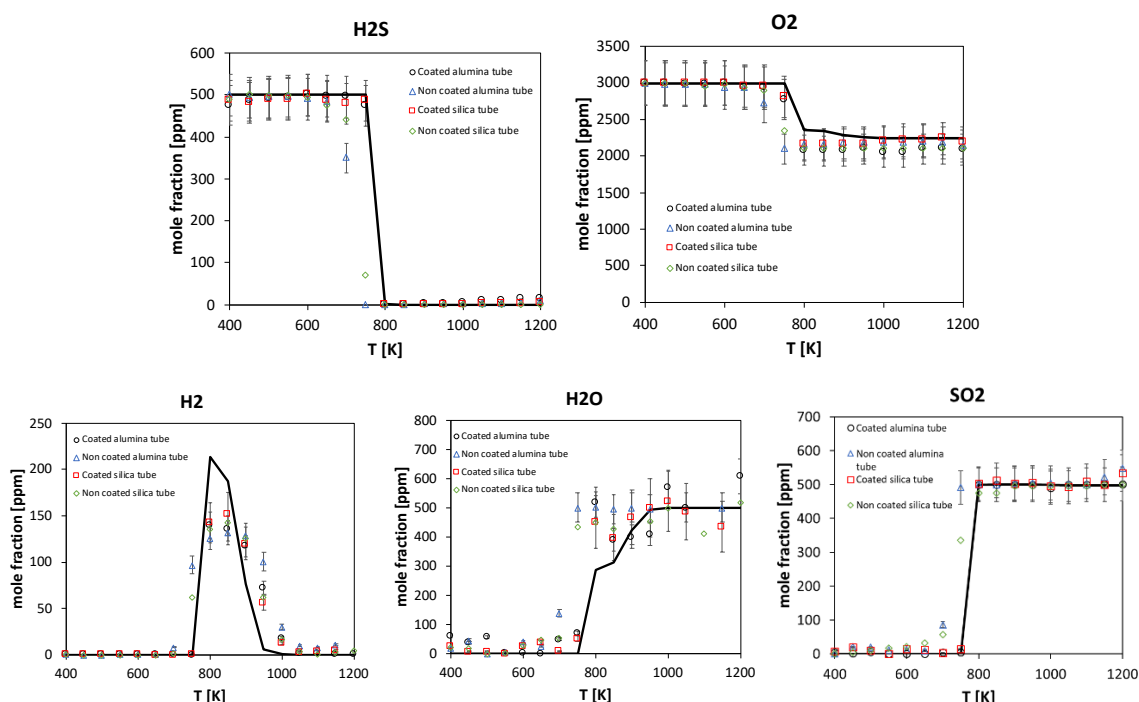 H2S
mole fraction [ppm]
600
500
400
300
200
100
0
400 600 800 1000 1200
T [K]
Coated alumina tube
Non coated alumina tube
Coated silica tube
Non coated silica tube
O2
mole fraction [ppm]
3500
3000
2500
2000
1500
1000
500
0
400 600 800 1000 1200
T [K]
Coated alumina tube
Non coated alumina tube
Coated silica tube
Non coated silica tube
H2
mole fraction [ppm]
250
200
150
100
50
0
400 600 800 1000 1200
T [K]
Coated alumina tube
Non coated alumina tube
Coated silica tube
Non coated silica tube
H2O
mole fraction [ppm]
800
700
600
500
400
300
200
100
0
400 600 800 1000 1200
T [K]
Coated alumina tube
Non coated alumina tube
Coated silica tube
Non coated silica tube
SO2
mole fraction [ppm]
700
600
500
400
300
200
100
0
400 600 800 1000 1200
T [K]
Coated alumina tube
Non coated alumina
tube
Coated silica tube
Non coated silica tube